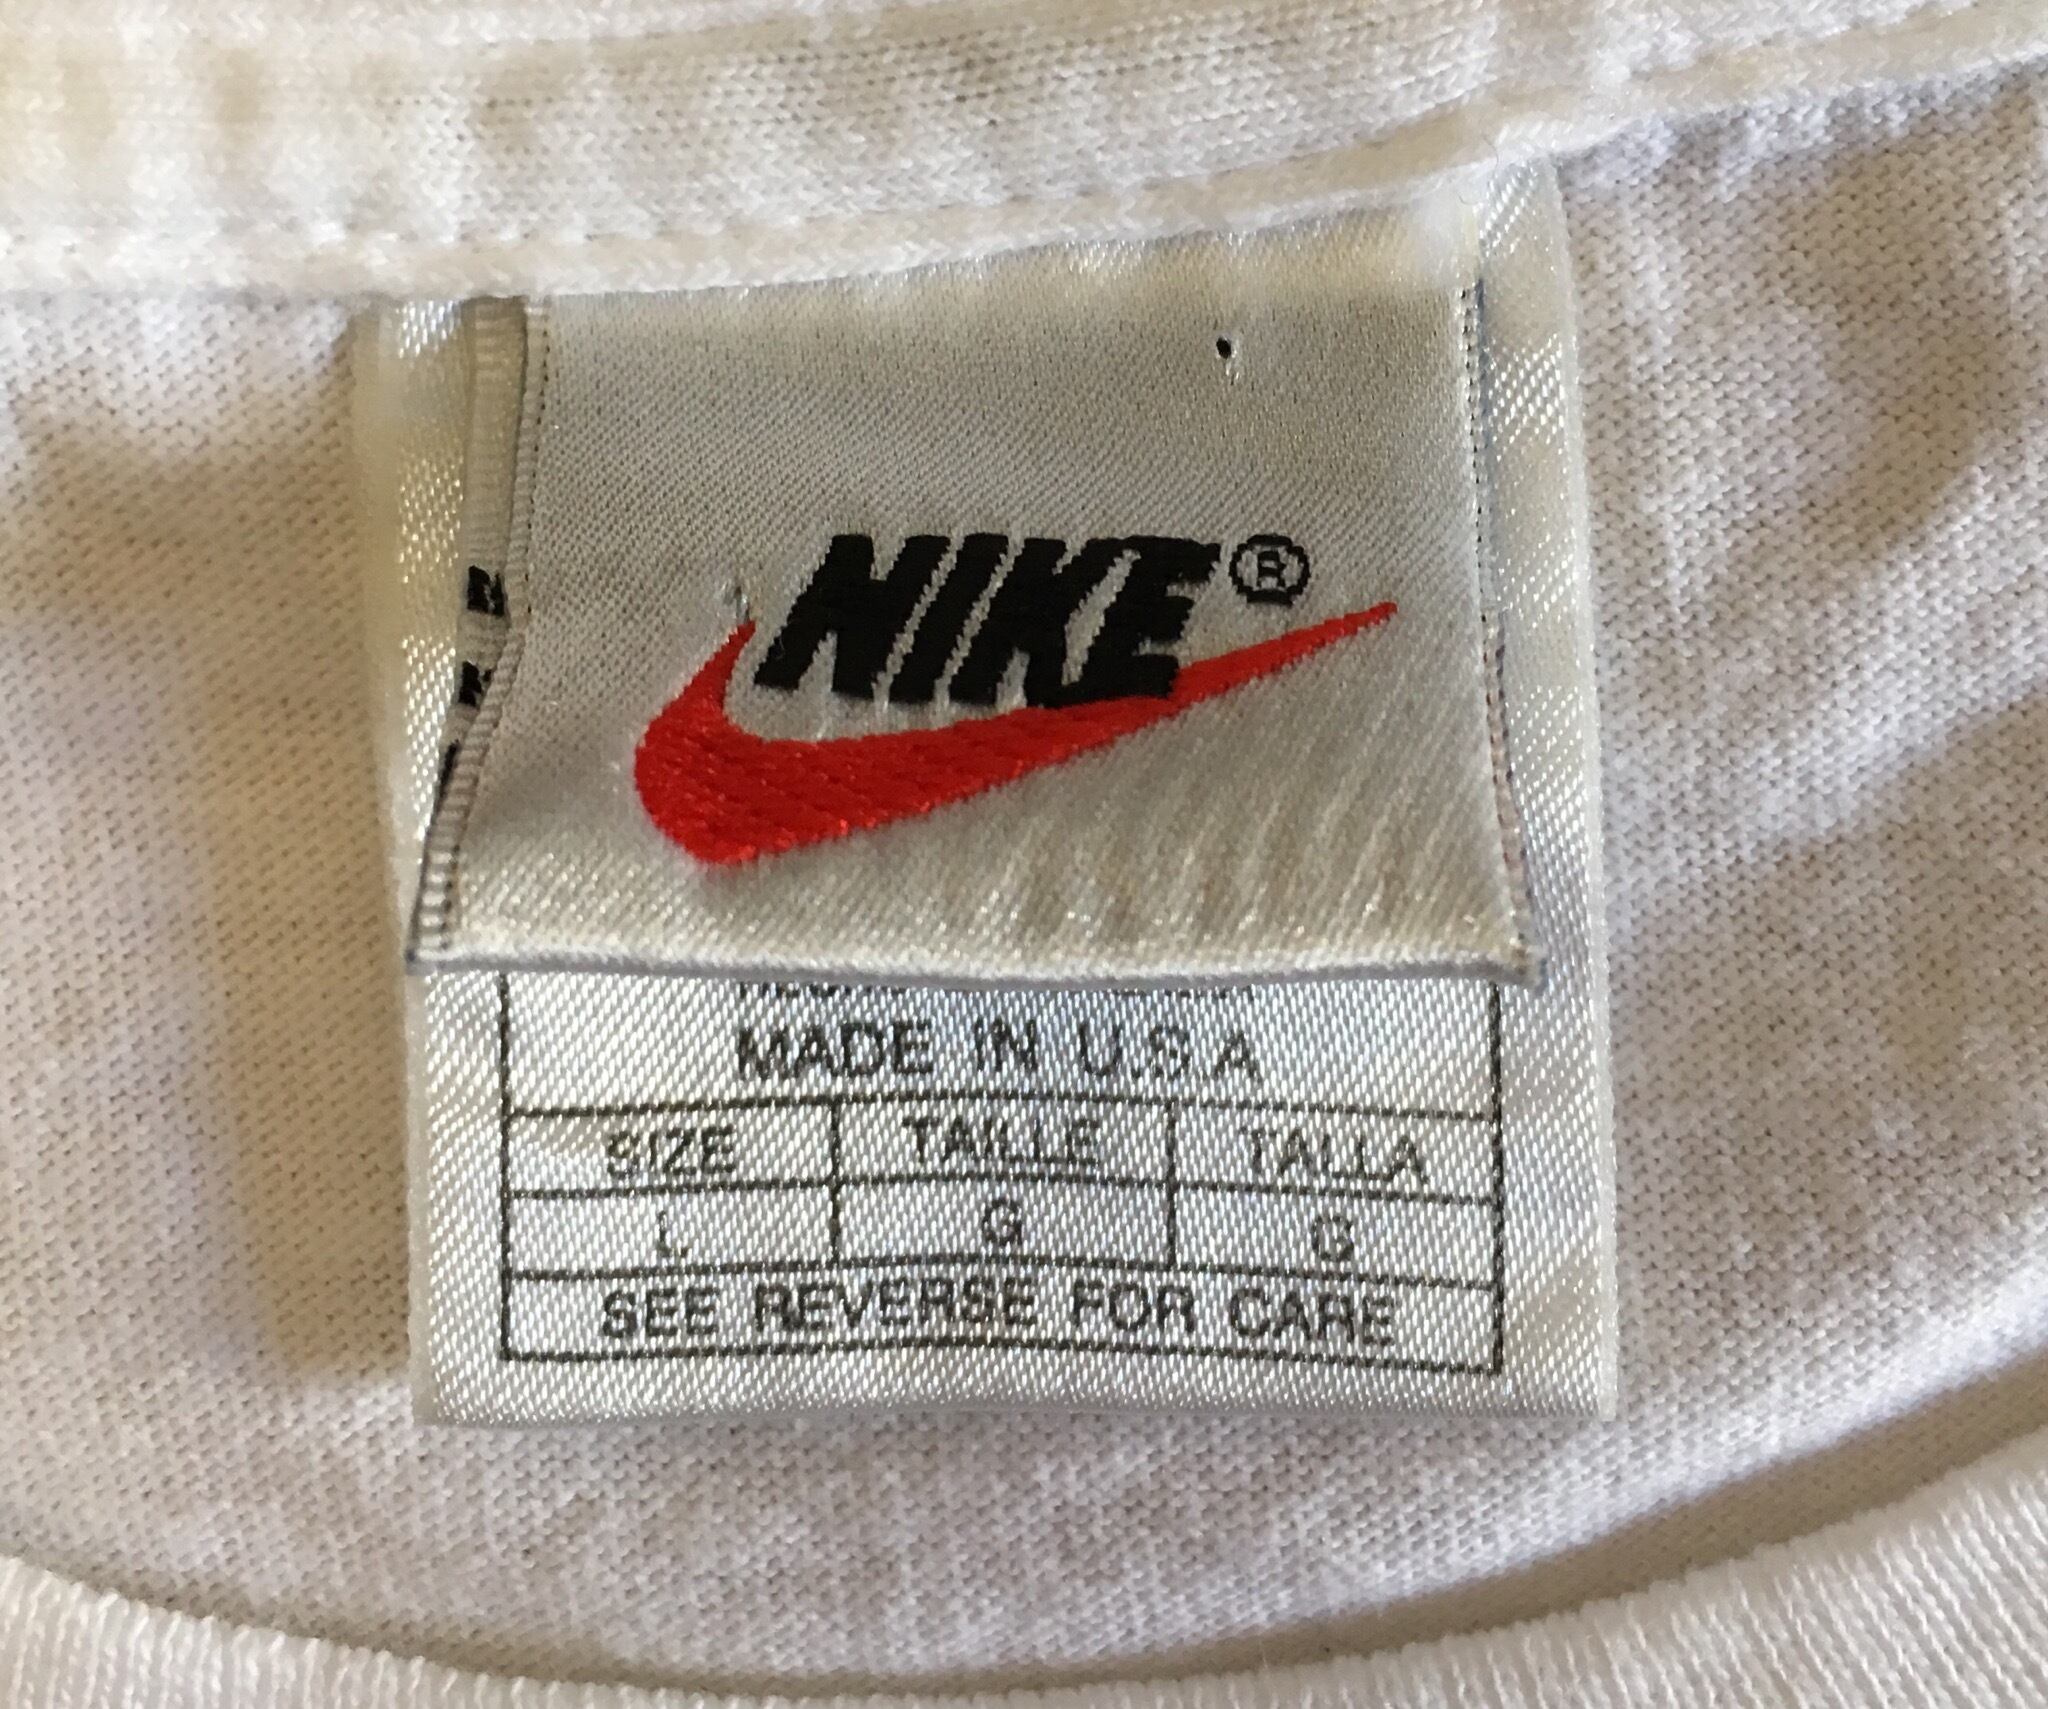 NIKE®
MADE IN U.S.A
SIZE TAILLE TALLA
L G G
SEE REVERSE FOR CARE